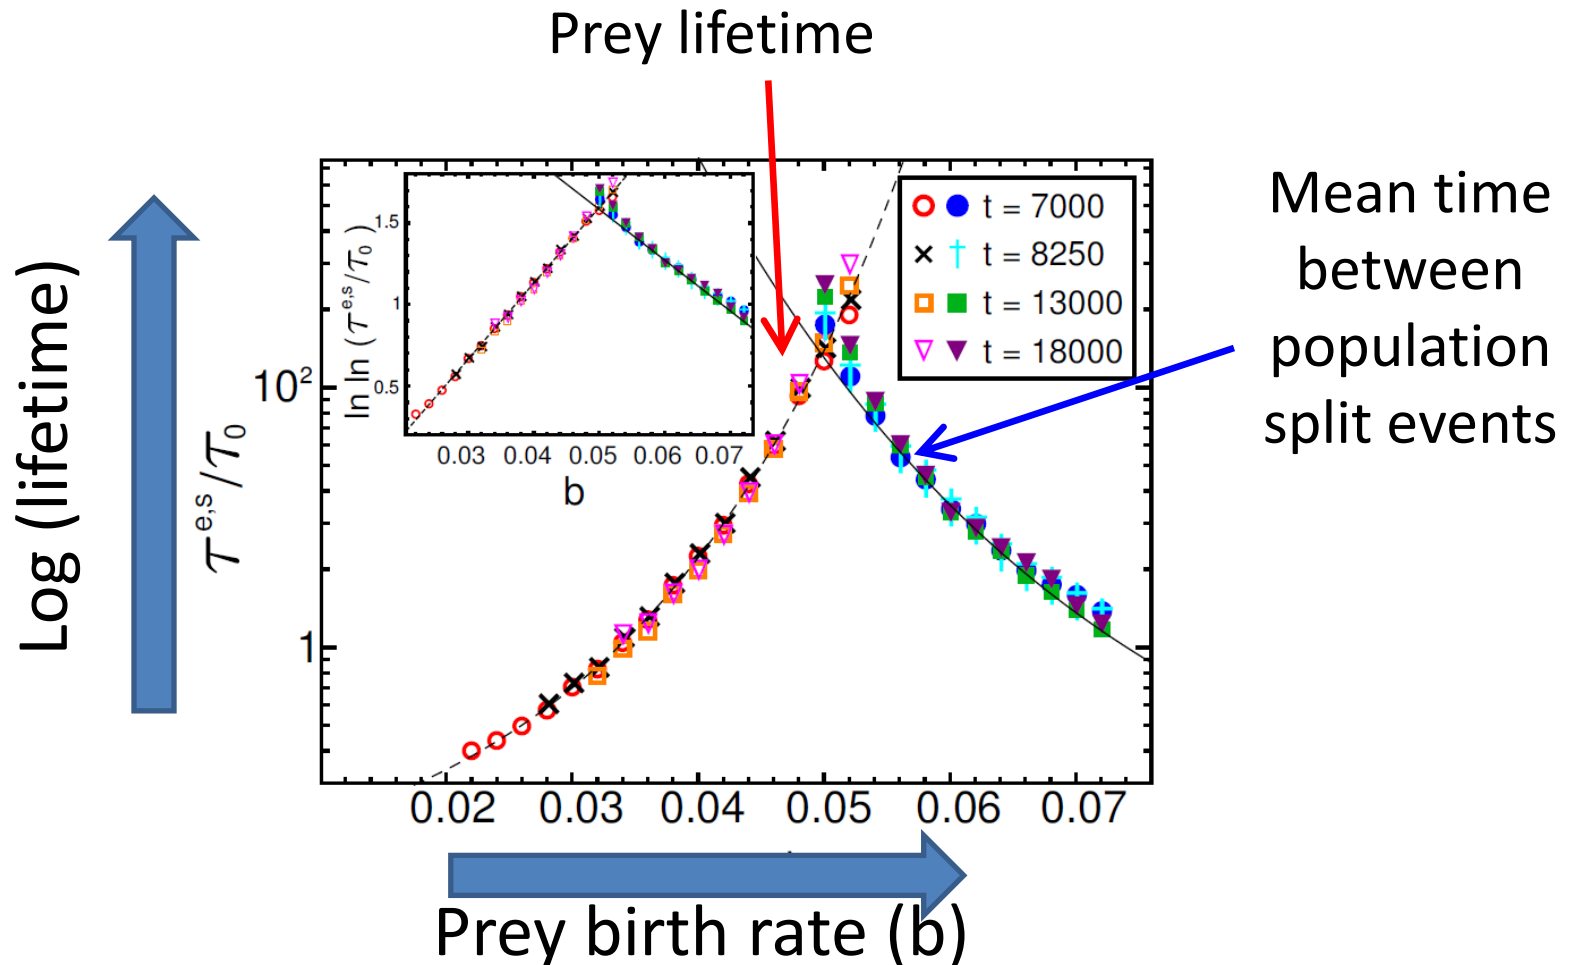 Prey lifetime
Mean time
between
population
split events
Log (lifetime)
τ^e,s/τ_0
10^2
1
0.02 0.03 0.04 0.05 0.06 0.07
Prey birth rate (b)
t = 7000
t = 8250
t = 13000
t = 18000
ln ln (τ^e,s/τ_0 )
1.5
1
0.5
0.03 0.04 0.05 0.06 0.07
b